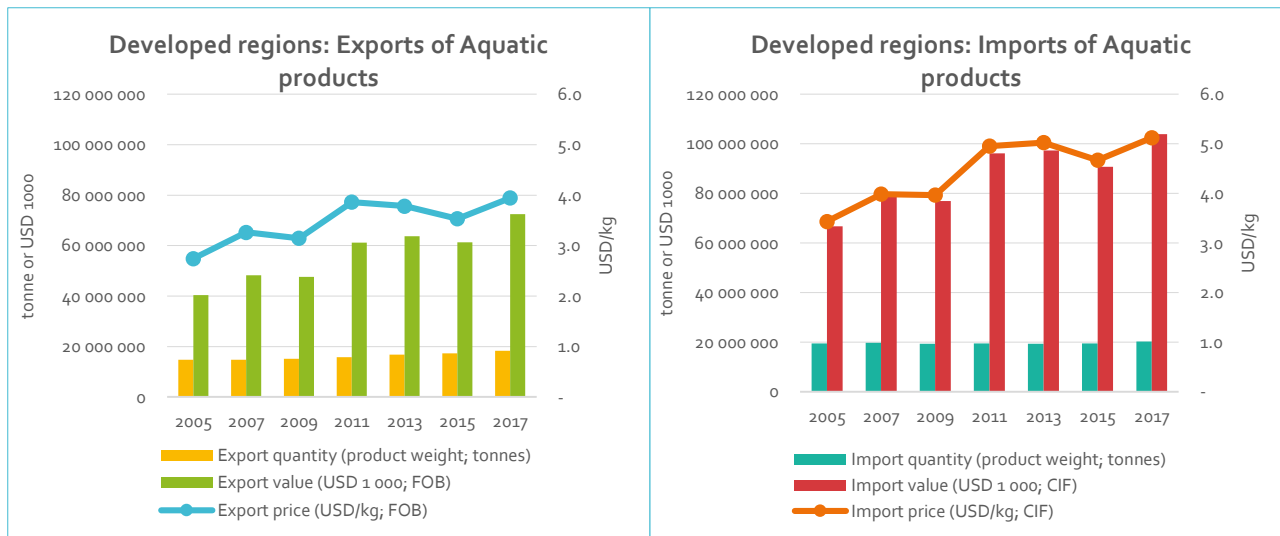 Developed regions: Exports of Aquatic
products
tonne or USD 1000
120 000 000
100 000 000
80 000 000
60 000 000
40 000 000
20 000 000
0
6.0
5.0
4.0
3.0
2.0
1.0
-
USD/kg
2005 2007 2009 2011 2013 2015 2017
Export quantity (product weight; tonnes)
Export value (USD 1 000; FOB)
Export price (USD/kg; FOB)
Developed regions: Imports of Aquatic
products
tonne or USD 1000
120 000 000
100 000 000
80 000 000
60 000 000
40 000 000
20 000 000
0
6.0
5.0
4.0
3.0
2.0
1.0
-
USD/kg
2005 2007 2009 2011 2013 2015 2017
Import quantity (product weight; tonnes)
Import value (USD 1 000; CIF)
Import price (USD/kg; CIF)